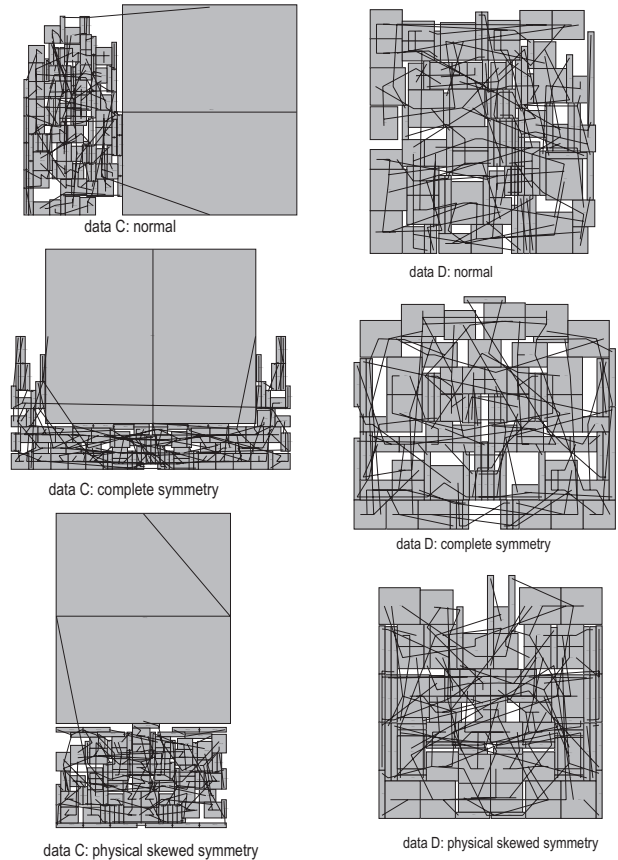 data C: normal
data D: normal
data C: complete symmetry
data D: complete symmetry
data C: physical skewed symmetry
data D: physical skewed symmetry